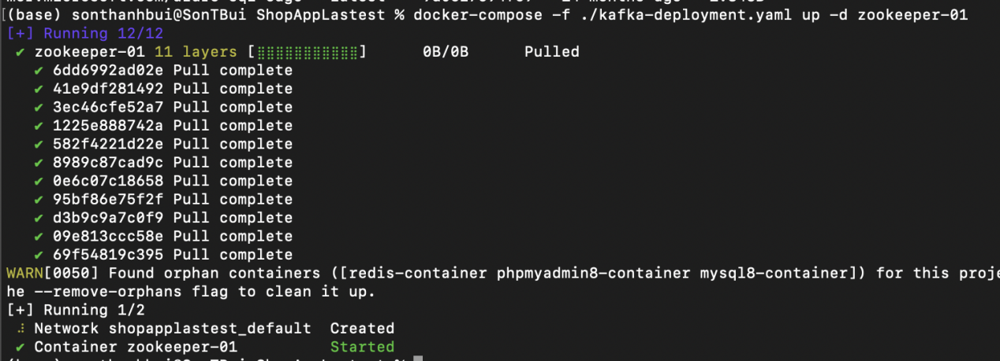 (base) sonthanhbui@SonTBui ShopAppLastest % docker-compose -f ./kafka-deployment.yaml up -d zookeeper-01
[+] Running 12/12
✔ zookeeper-01 11 layers [⣿⣿⣿⣿⣿⣿⣿⣿⣿⣿⣿] 0B/0B Pulled
✔ 6dd6992ad02e Pull complete
✔ 41e9df281492 Pull complete
✔ 3ec46cfe52a7 Pull complete
✔ 1225e888742a Pull complete
✔ 582f4221d22e Pull complete
✔ 8989c87cad9c Pull complete
✔ 0e6c07c18658 Pull complete
✔ 95bf86e75f2f Pull complete
✔ d3b9c9a7c0f9 Pull complete
✔ 09e813ccc58e Pull complete
✔ 69f54819c395 Pull complete
WARN[0050] Found orphan containers ([redis-container phpmyadmin8-container mysql8-container]) for this proje
he --remove-orphans flag to clean it up.
[+] Running 1/2
Network shopapplastest_default Created
✔ Container zookeeper-01 Started